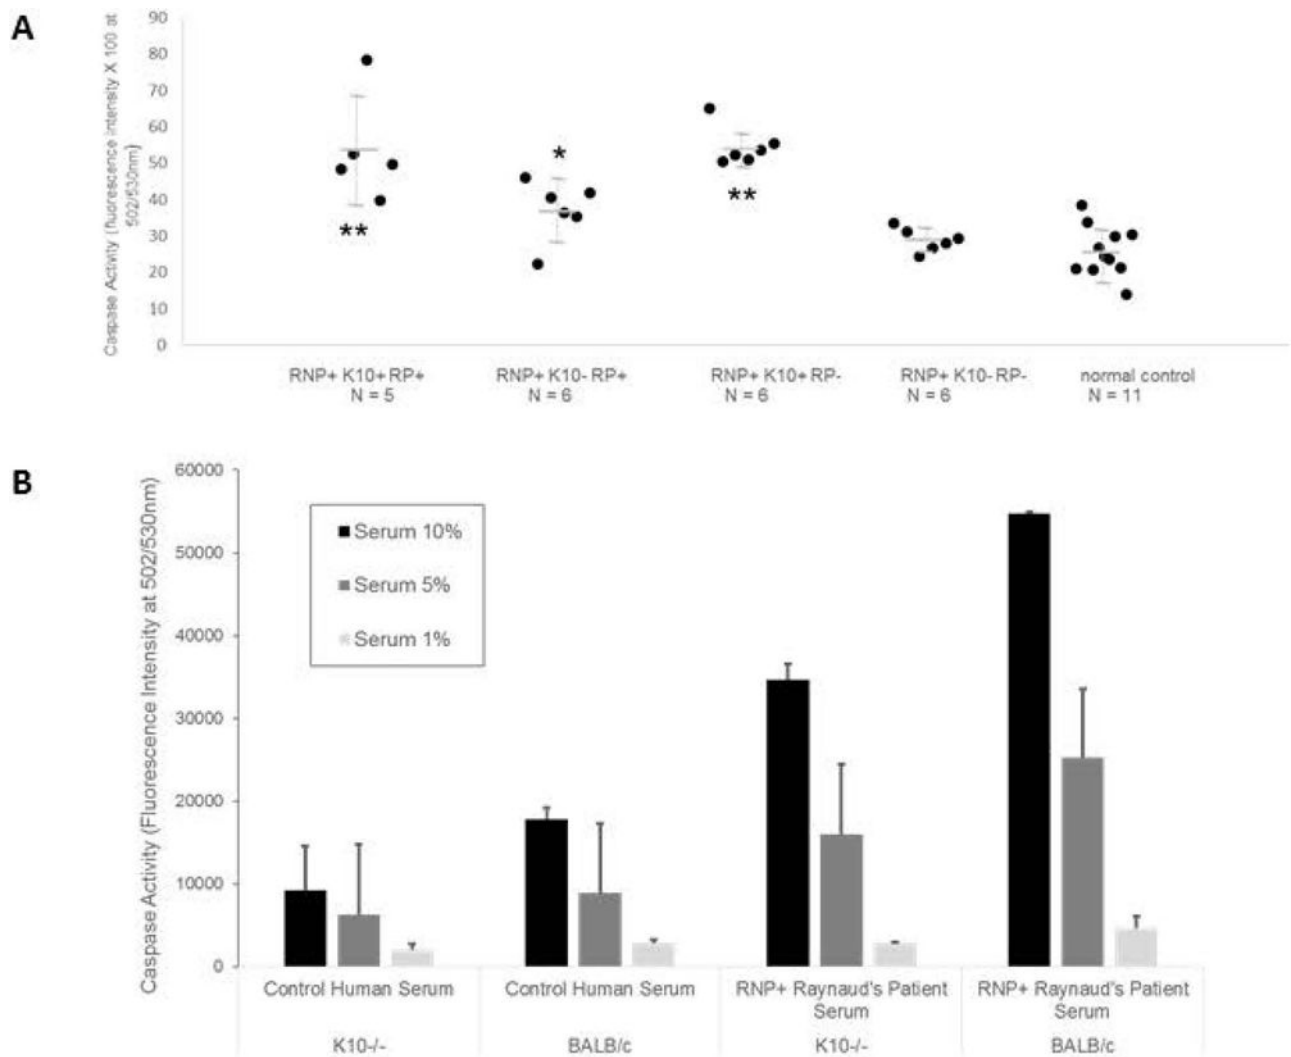 A
Caspase Activity (fluorescence intensity X 100 at
502/530nm)
90
80
70
60
50
40
30
20
10
0
**
*
**
RNP+ K10+ RP+
N = 5
RNP+ K10- RP+
N = 6
RNP+ K10+ RP-
N = 6
RNP+ K10- RP-
N = 6
normal control
N = 11
B
Caspase Activity (Fluorescence Intensity at 502/530nm)
60000
50000
40000
30000
20000
10000
0
Serum 10%
Serum 5%
Serum 1%
Control Human Serum
Control Human Serum
RNP+ Raynaud's Patient
Serum
RNP+ Raynaud's Patient
Serum
K10-/-
BALB/c
K10-/-
BALB/c